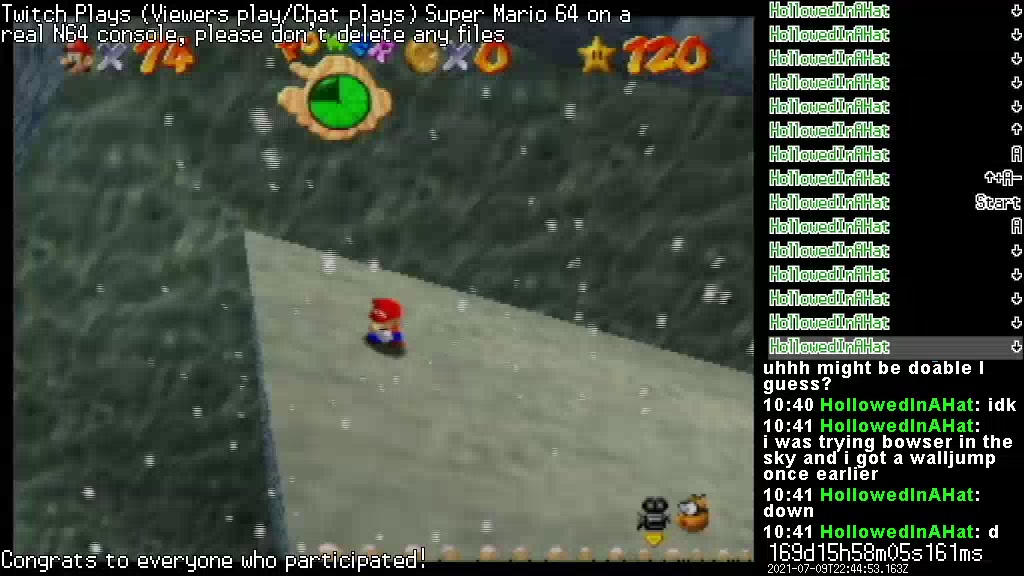 Twitch Plays (Viewers play/Chat plays) Super Mario 64 on a
real N64 console, please don't delete any files
x 74
POWER
x 0
120
Congrats to everyone who participated!
HollowedInAHat ↓
HollowedInAHat ↓
HollowedInAHat ↓
HollowedInAHat ↓
HollowedInAHat ↓
HollowedInAHat ↑
HollowedInAHat A
HollowedInAHat ↑+A-
HollowedInAHat Start
HollowedInAHat A
HollowedInAHat ↓
HollowedInAHat ↓
HollowedInAHat ↓
HollowedInAHat ↓
HollowedInAHat ↓
uhhh might be doable I
guess?
10:40 HollowedInAHat: idk
10:41 HollowedInAHat:
i was trying bowser in the
sky and i got a walljump
once earlier
10:41 HollowedInAHat:
down
10:41 HollowedInAHat: d
169d15h58m05s161ms
2021-07-09T22:44:53.163Z